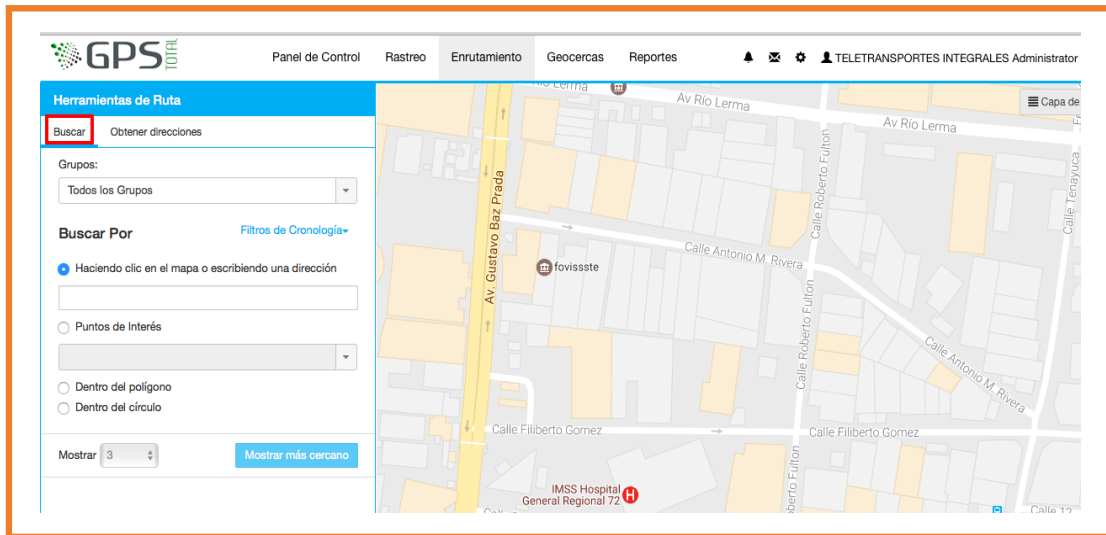 GPS TOTAL
Panel de Control Rastreo Enrutamiento Geocercas Reportes TELETRANSPORTES INTEGRALES Administrator
Herramientas de Ruta
Buscar Obtener direcciones
Grupos:
Todos los Grupos
Buscar Por Filtros de Cronología
Haciendo clic en el mapa o escribiendo una dirección
Puntos de Interés
Dentro del polígono
Dentro del círculo
Mostrar 3 Mostrar más cercano
Capa de
Av Río Lerma
Av Río Lerma
Calle Roberto Fulton
Calle Tenayuca
Av. Gustavo Baz Prada
Calle Antonio M. Rivera
fovissste
Calle Roberto Fulton
Calle Antonio M. Rivera
Calle Filiberto Gomez
Calle Filiberto Gomez
IMSS Hospital
General Regional 72
H
Calle 12